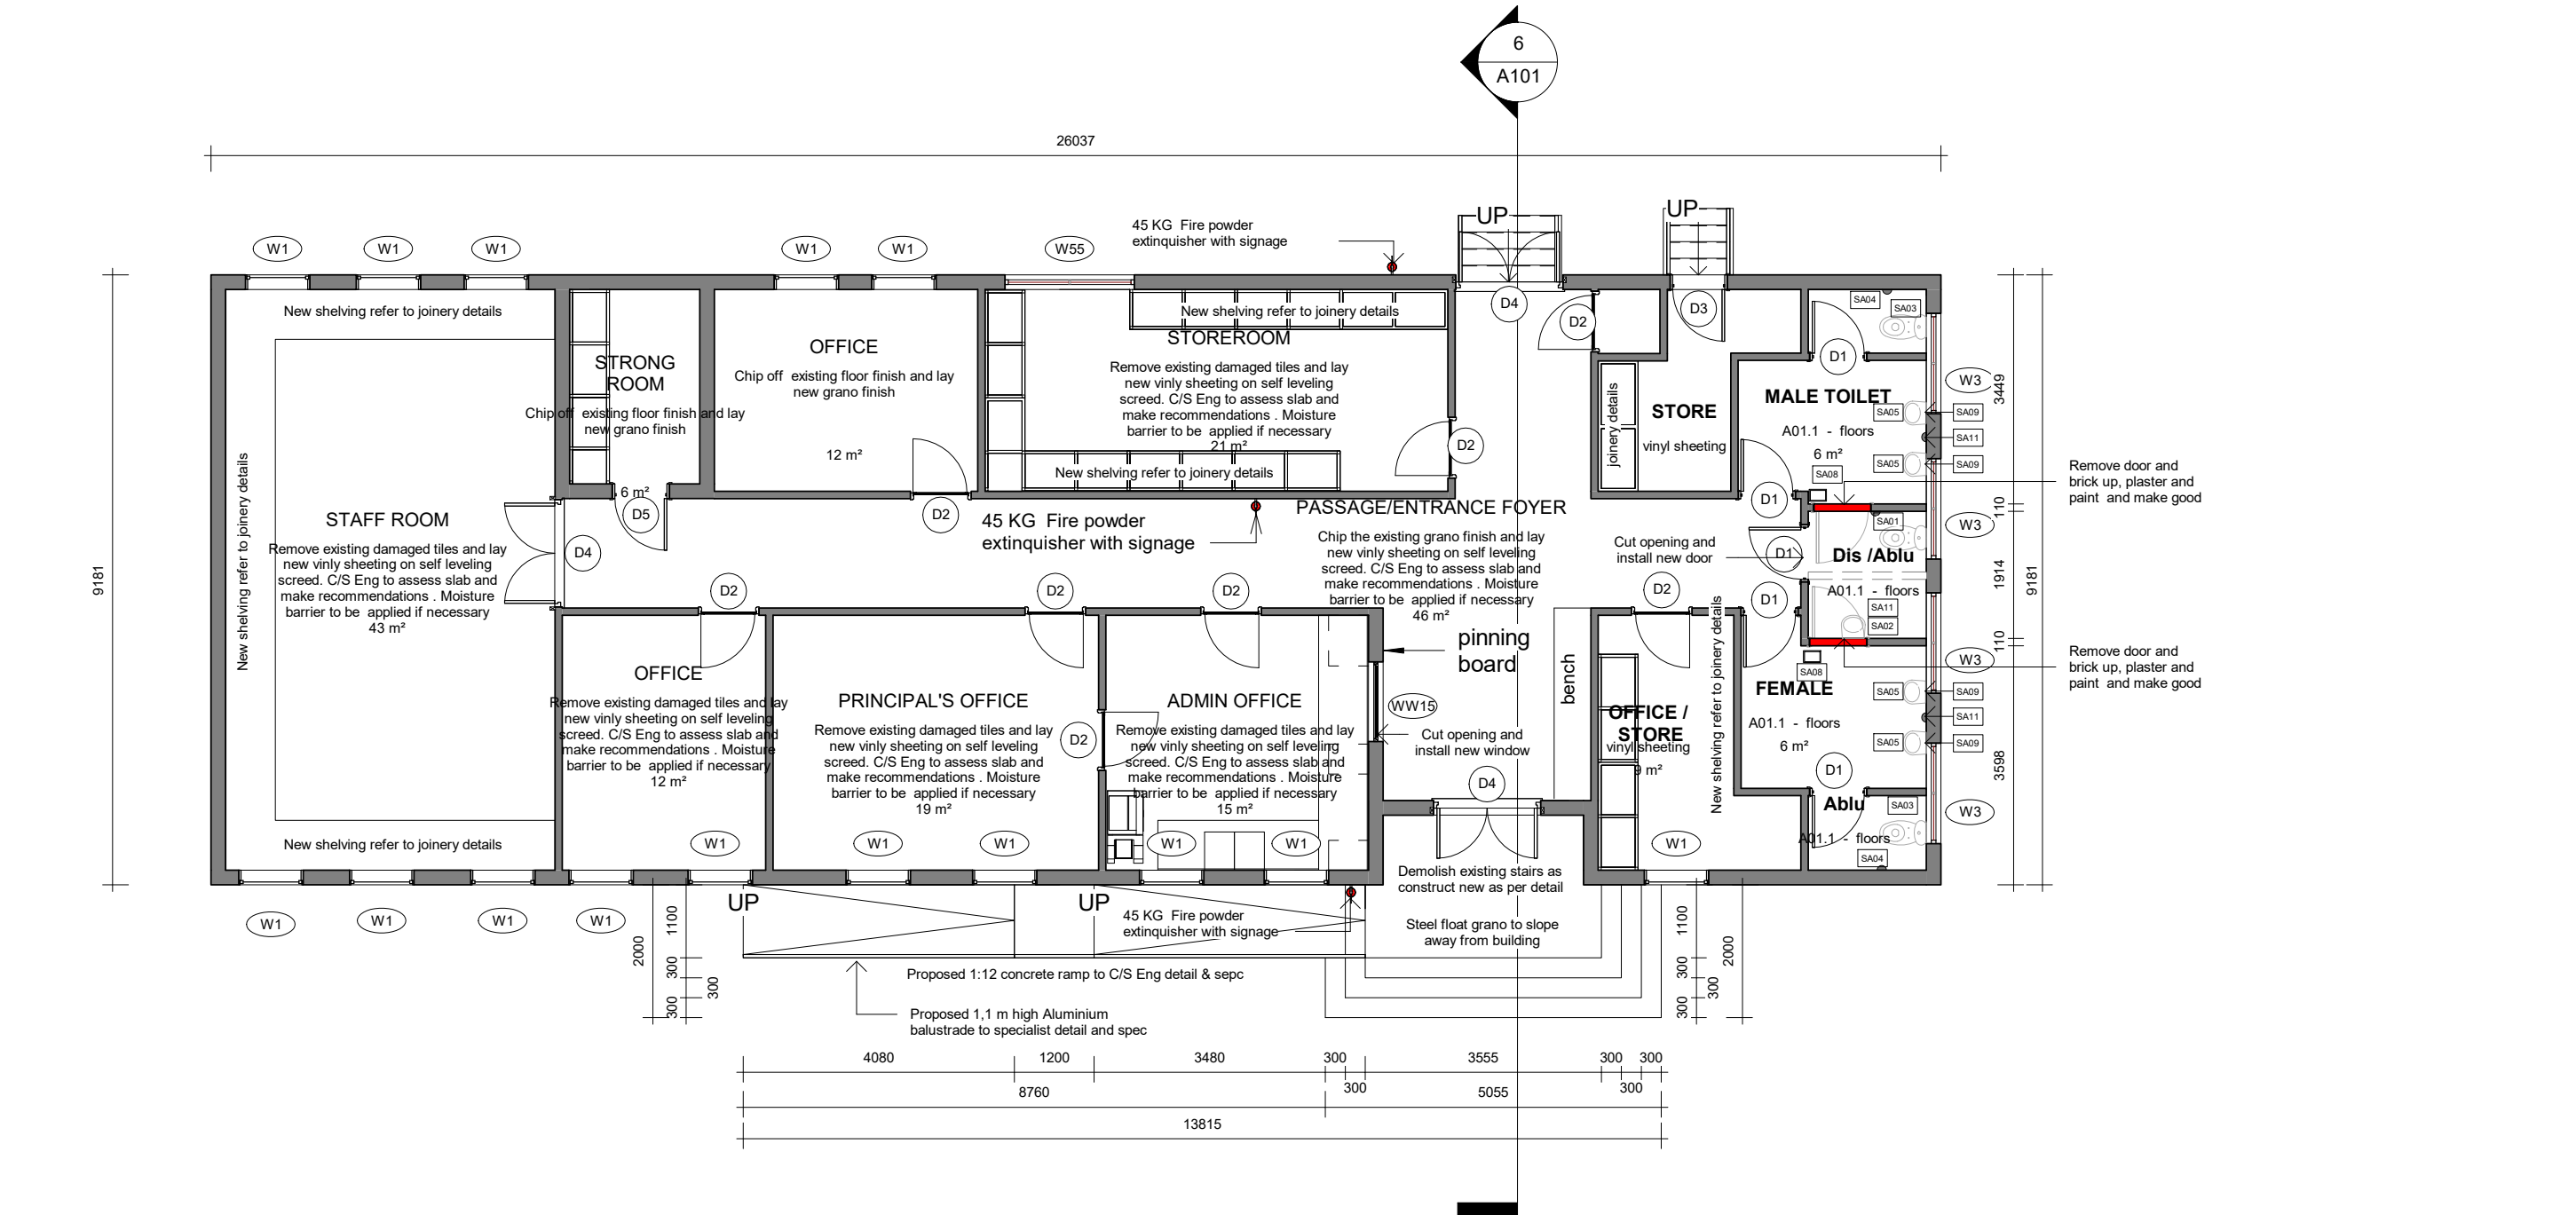 6
A101
26037
UP
UP
45 KG  Fire powder
extinquisher with signage
W1
W1
W1
W1
W1
W55
New shelving refer to joinery details
STRONG
ROOM
Chip off  existing floor finish and lay
new grano finish
6 m²
D5
OFFICE
Chip off  existing floor finish and lay
new grano finish
12 m²
D2
New shelving refer to joinery details
STOREROOM
Remove existing damaged tiles and lay
new vinly sheeting on self leveling
screed. C/S Eng to assess slab and
make recommendations . Moisture
barrier to be  applied if necessary
21 m²
New shelving refer to joinery details
D2
D4
D2
D3
joinery details
STORE
vinyl sheeting
SA04
SA03
D1
MALE TOILET
SA05
A01.1  -  floors
6 m²
SA05
SA08
D1
W3
SA09
SA11
SA09
3449
Remove door and
brick up, plaster and
paint  and make good
110
W3
9181
New shelving refer to joinery details
STAFF ROOM
Remove existing damaged tiles and lay
new vinly sheeting on self leveling
screed. C/S Eng to assess slab and
make recommendations . Moisture
barrier to be  applied if necessary
43 m²
D4
45 KG  Fire powder
extinquisher with signage
PASSAGE/ENTRANCE FOYER
Chip the existing grano finish and lay
new vinly sheeting on self leveling
screed. C/S Eng to assess slab and
make recommendations . Moisture
barrier to be  applied if necessary
46 m²
Cut opening and
install new door
D1
SA01
Dis /Ablu
A01.1  -  floors
SA11
SA02
1914
9181
D2
D2
D2
D2
D1
110
W3
Remove door and
brick up, plaster and
paint  and make good
pinning
board
bench
OFFICE
Remove existing damaged tiles and lay
new vinly sheeting on self leveling
screed. C/S Eng to assess slab and
make recommendations . Moisture
barrier to be  applied if necessary
12 m²
W1
PRINCIPAL'S OFFICE
Remove existing damaged tiles and lay
new vinly sheeting on self leveling
screed. C/S Eng to assess slab and
make recommendations . Moisture
barrier to be  applied if necessary
19 m²
W1
W1
D2
ADMIN OFFICE
Remove existing damaged tiles and lay
new vinly sheeting on self leveling
screed. C/S Eng to assess slab and
make recommendations . Moisture
barrier to be  applied if necessary
15 m²
W1
W1
WW15
Cut opening and
install new window
D4
OFFICE /
STORE
vinyl sheeting
9 m²
New shelving refer to joinery details
W1
SA08
FEMALE
A01.1  -  floors
6 m²
SA05
SA05
SA09
SA11
SA09
D1
Ablu
SA03
A01.1  -  floors
SA04
3598
W3
New shelving refer to joinery details
W1
W1
W1
W1
UP
UP
45 KG  Fire powder
extinquisher with signage
Demolish existing stairs as
construct new as per detail
Steel float grano to slope
away from building
2000
1100
300
300
300
1100
300
300
300
2000
Proposed 1:12 concrete ramp to C/S Eng detail & sepc
Proposed 1,1 m high Aluminium
balustrade to specialist detail and spec
4080
1200
3480
300
3555
300
300
300
300
8760
5055
13815